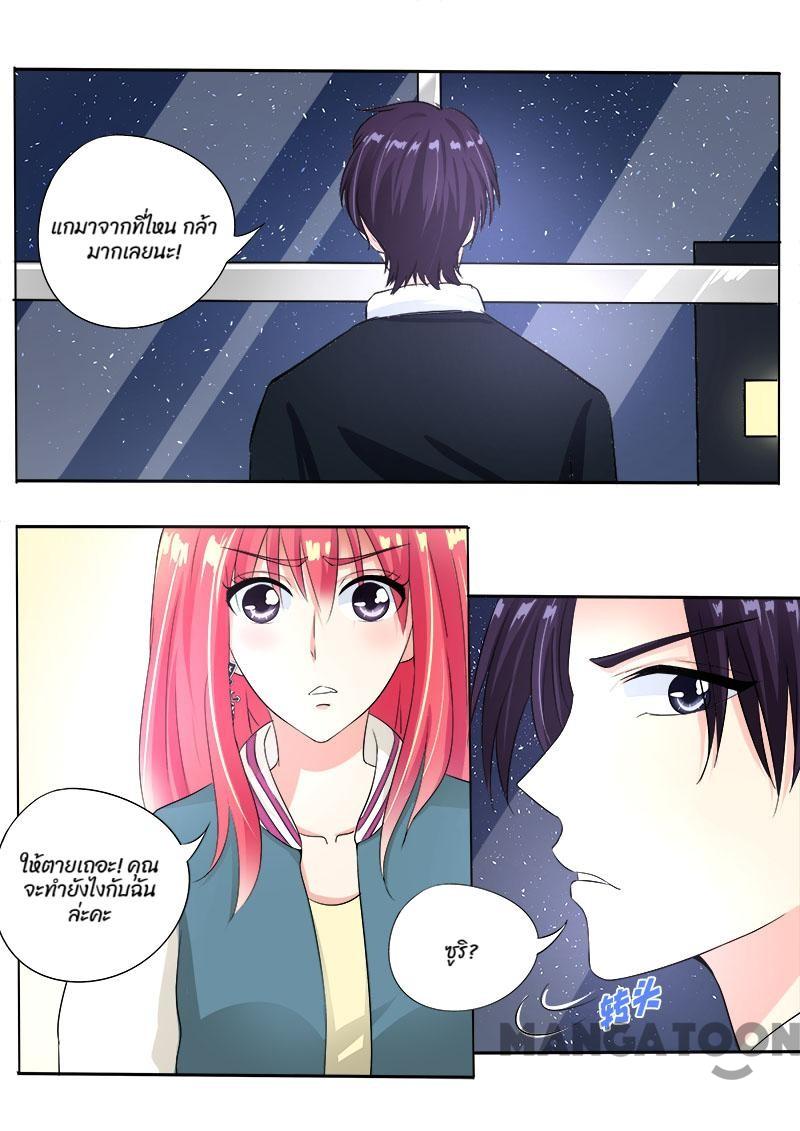 แกมาจากที่ไหน กล้า
มากเลยนะ!
ให้ตายเถอะ! คุณ
จะทำยังไงกับฉัน
ล่ะคะ
ซูริ?
转头
MANGATOON